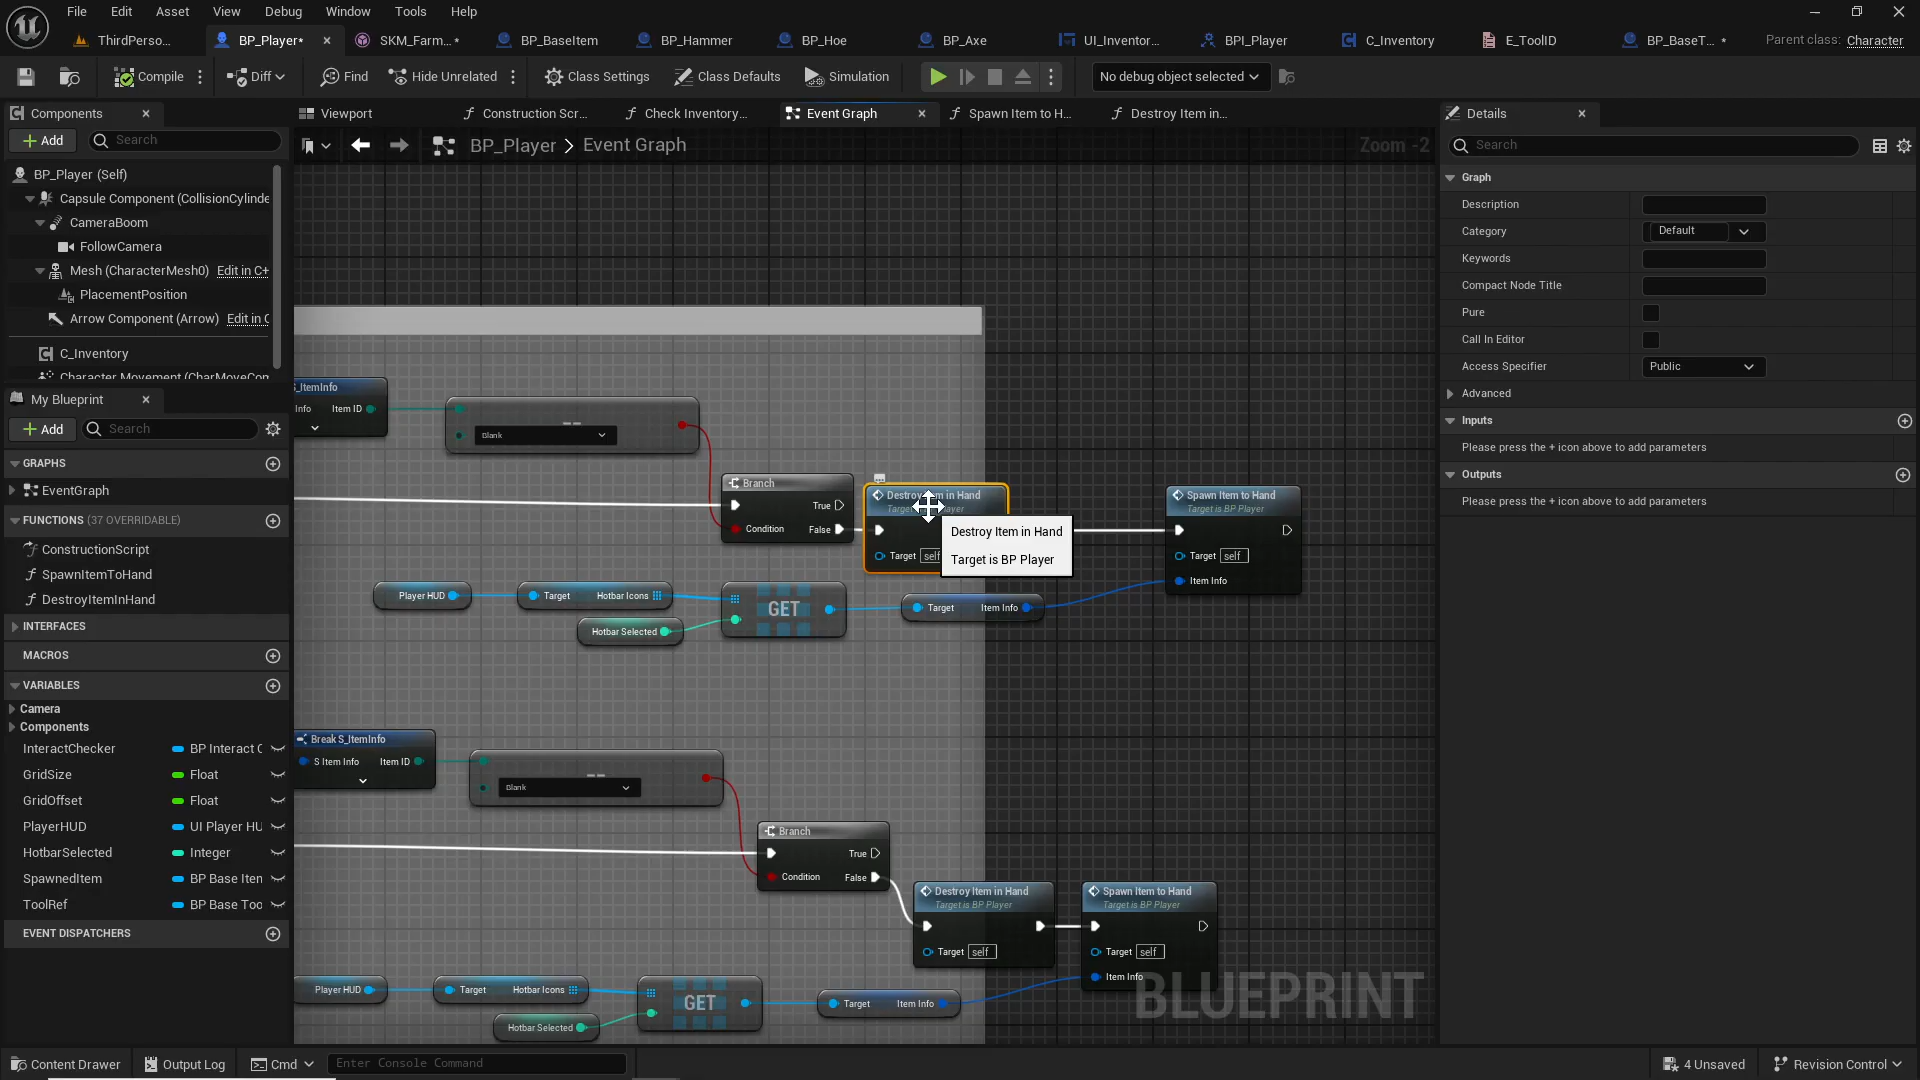 File Edit Asset View Debug Window Tools Help
ThirdPerso... BP_Player* SKM_Farm... * BP_BaseItem BP_Hammer BP_Hoe BP_Axe UI_Inventor... BPI_Player C_Inventory E_ToolID BP_BaseT... * Parent class: Character
Compile Diff Find Hide Unrelated Class Settings Class Defaults Simulation No debug object selected
Components Viewport Construction Scr... Check Inventory... Event Graph Spawn Item to H... Destroy Item in... Details
Add Search BP_Player > Event Graph Zoom -2 Search
BP_Player (Self)
Capsule Component (CollisionCylinde
CameraBoom
FollowCamera
Mesh (CharacterMesh0) Edit in C+
PlacementPosition
Arrow Component (Arrow) Edit in C
C_Inventory
Character Movement (CharMoveCom
My Blueprint
Add Search
GRAPHS
EventGraph
FUNCTIONS (37 OVERRIDABLE)
ConstructionScript
SpawnItemToHand
DestroyItemInHand
INTERFACES
MACROS
VARIABLES
Camera
Components
InteractChecker BP Interact C
GridSize Float
GridOffset Float
PlayerHUD UI Player HU
HotbarSelected Integer
SpawnedItem BP Base Iten
ToolRef BP Base Too
EVENT DISPATCHERS
S_ItemInfo
Info Item ID
==
Blank
Branch
True
Condition False
Destroy Item in Hand
Target
self
Destroy Item in Hand
Target is BP Player
Spawn Item to Hand
Target is BP Player
Target self
Item Info
Player HUD Target Hotbar Icons GET Target Item Info
Hotbar Selected
Break S_ItemInfo
S Item Info Item ID
==
Blank
Branch
True
Condition False
Destroy Item in Hand
Target is BP Player
Target self
Spawn Item to Hand
Target is BP Player
Target self
Item Info
Player HUD Target Hotbar Icons GET Target Item Info
Hotbar Selected
BLUEPRINT
Graph
Description
Category Default
Keywords
Compact Node Title
Pure
Call In Editor
Access Specifier Public
Advanced
Inputs
Please press the + icon above to add parameters
Outputs
Please press the + icon above to add parameters
Content Drawer Output Log Cmd Enter Console Command 4 Unsaved Revision Control